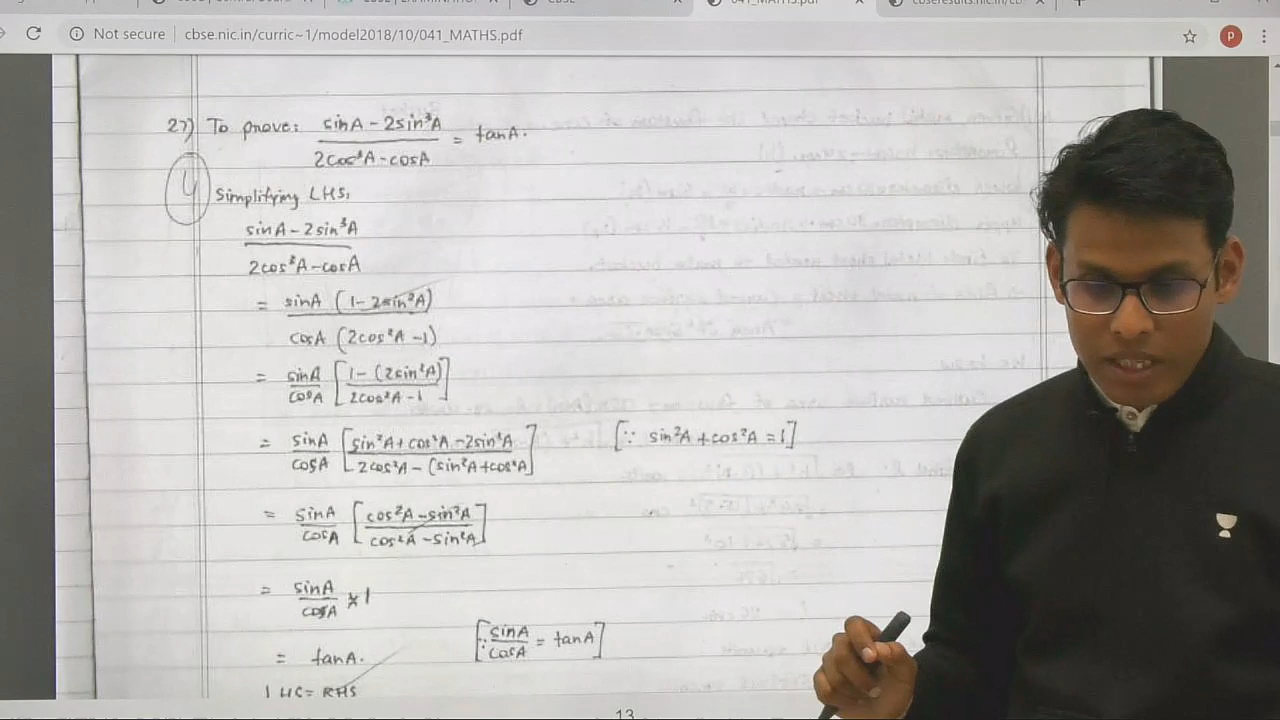 041_MATHS.pdf
Not secure cbse.nic.in/curric~1/model2018/10/041_MATHS.pdf
P
27) To prove: sinA - 2sin³A / 2cos³A - cosA = tanA.
4
Simplifying LHS,
sinA - 2sin³A / 2cos³A - cosA
= sinA (1 - 2sin²A) / cosA (2cos²A - 1)
= sinA / cosA [1 - (2sin²A) / 2cos²A - 1]
= sinA / cosA [sin²A + cos²A - 2sin²A / 2cos²A - (sin²A + cos²A] [∵ sin²A + cos²A = 1]
= sinA / cosA [cos²A - sin²A / cos²A - sin²A]
= sinA / cosA × 1
= tanA. [∵ sinA / cosA = tanA]
LHS = RHS
13